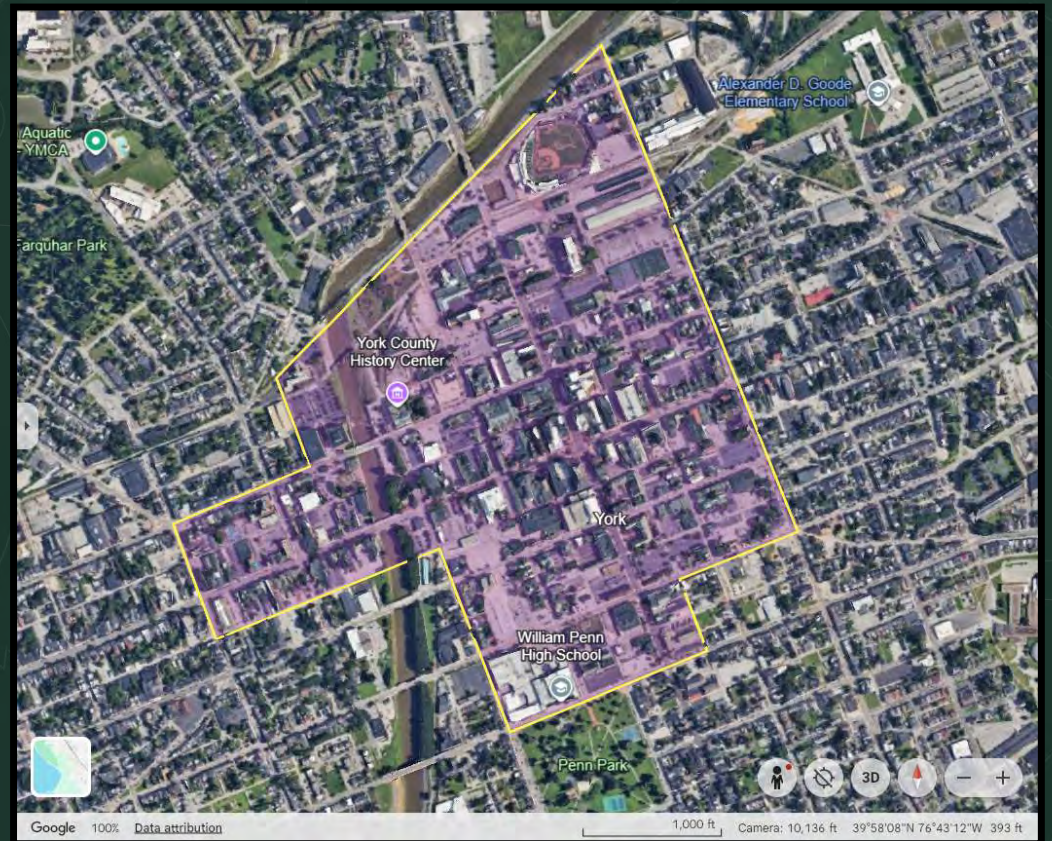 Alexander D. Goode
Elementary School
Aquatic
YMCA
Farquhar Park
York County
History Center
York
William Penn
High School
Penn Park
3D
Google 100% Data attribution 1,000 ft Camera: 10,136 ft 39°58'08"N 76°43'12"W 393 ft